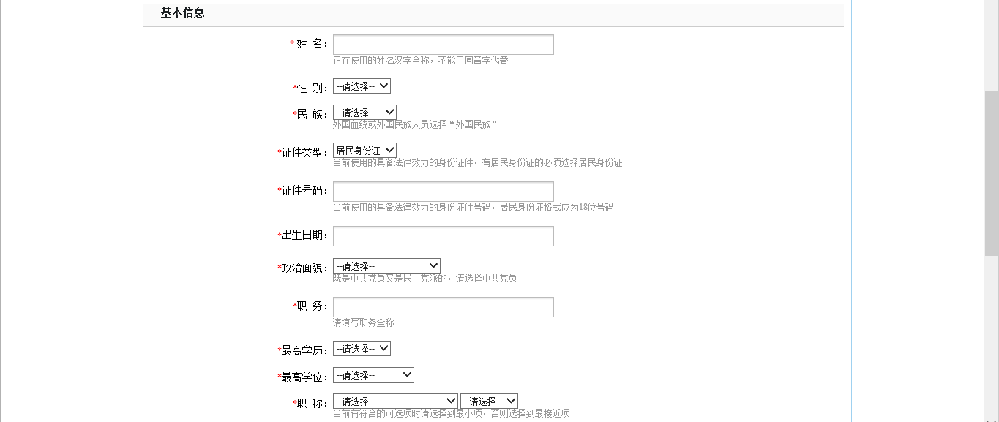 基本信息
* 姓 名：
正在使用的姓名汉字全称，不能用同音字代替
*性 别： --请选择--
*民 族： --请选择--
外国血统或外国民族人员选择“外国民族”
*证件类型： 居民身份证
当前使用的具备法律效力的身份证件，有居民身份证的必须选择居民身份证
*证件号码：
当前使用的具备法律效力的身份证件号码，居民身份证格式应为18位号码
*出生日期：
*政治面貌： --请选择--
既是中共党员又是民主党派的，请选择中共党员
*职 务：
请填写职务全称
*最高学历： --请选择--
*最高学位： --请选择--
*职 称： --请选择-- --请选择--
当前有符合的可选项时请选择到最小项，否则选择到最接近项